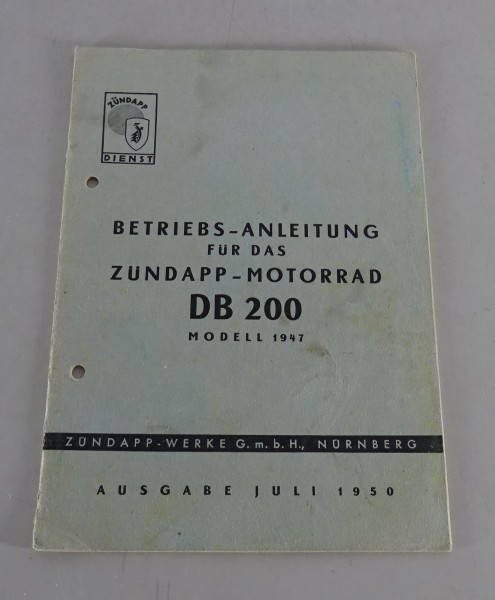 ZÜNDAPP
DIENST
BETRIEBS-ANLEITUNG
FÜR DAS
ZÜNDAPP-MOTORRAD
DB 200
MODELL 1947
ZÜNDAPP-WERKE G.m.b.H., NÜRNBERG
AUSGABE JULI 1950